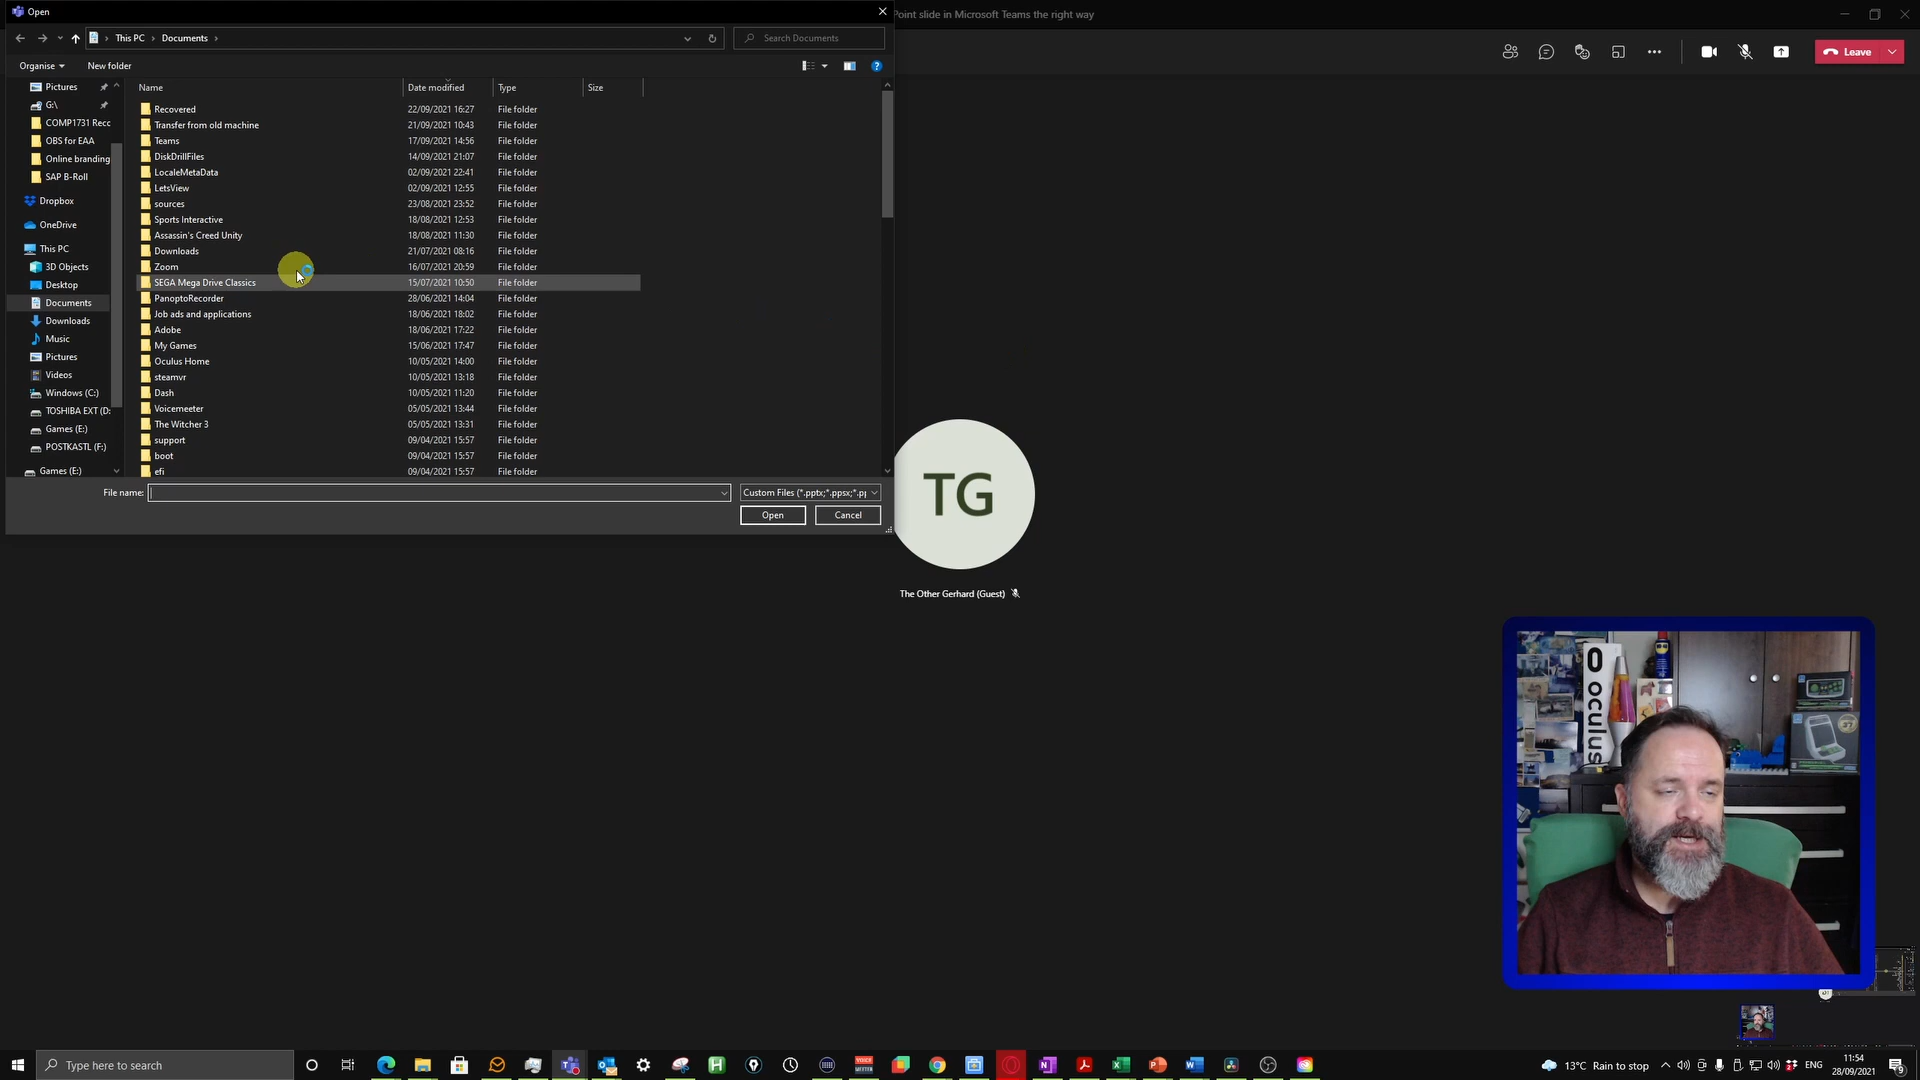 Open
Point slide in Microsoft Teams the right way
This PC
Documents
Search Documents
Leave
Organise
New folder
Name
Date modified
Type
Size
Pictures
G:\
COMP1731 Recc
OBS for EAA
Online branding
SAP B-Roll
Dropbox
OneDrive
This PC
3D Objects
Desktop
Documents
Downloads
Music
Pictures
Videos
Windows (C:)
TOSHIBA EXT (D:
Games (E:)
POSTKASTL (F:)
Games (E:)
Recovered 22/09/2021 16:27 File folder
Transfer from old machine 21/09/2021 10:43 File folder
Teams 17/09/2021 14:56 File folder
DiskDrillFiles 14/09/2021 21:07 File folder
LocaleMetaData 02/09/2021 22:41 File folder
LetsView 02/09/2021 12:55 File folder
sources 23/08/2021 23:52 File folder
Sports Interactive 18/08/2021 12:53 File folder
Assassin's Creed Unity 18/08/2021 11:30 File folder
Downloads 21/07/2021 08:16 File folder
Zoom 16/07/2021 20:59 File folder
SEGA Mega Drive Classics 15/07/2021 10:50 File folder
PanoptoRecorder 28/06/2021 14:04 File folder
Job ads and applications 18/06/2021 18:02 File folder
Adobe 18/06/2021 17:22 File folder
My Games 15/06/2021 17:47 File folder
Oculus Home 10/05/2021 14:00 File folder
steamvr 10/05/2021 13:18 File folder
Dash 10/05/2021 11:20 File folder
Voicemeeter 05/05/2021 13:44 File folder
The Witcher 3 05/05/2021 13:31 File folder
support 09/04/2021 15:57 File folder
boot 09/04/2021 15:57 File folder
efi 09/04/2021 15:57 File folder
File name:
Custom Files (*.pptx;*.ppsx;*.pp
Open
Cancel
TG
The Other Gerhard (Guest)
oculus
Type here to search
13°C Rain to stop
ENG
11:54
28/09/2021